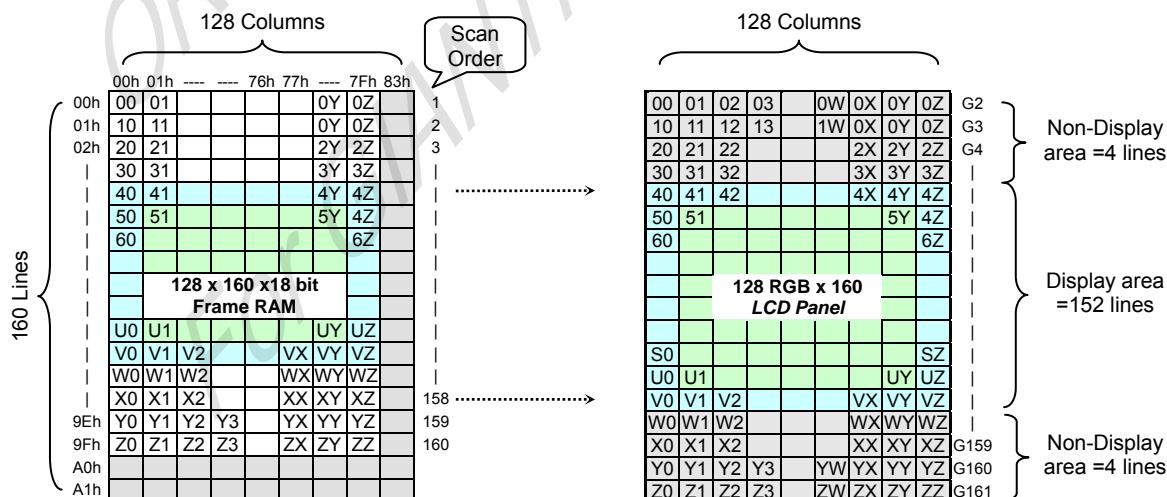 128 Columns
Scan
Order
00h 01h ---- ---- 76h 77h ---- 7Fh 83h
00h 00 01 0Y 0Z 1
01h 10 11 0Y 0Z 2
02h 20 21 2Y 2Z 3
30 31 3Y 3Z
40 41 4Y 4Z
50 51 5Y 4Z
60 6Z
160 Lines
128 x 160 x18 bit
Frame RAM
U0 U1 UY UZ
V0 V1 V2 VX VY VZ
W0 W1 W2 WX WY WZ
X0 X1 X2 XX XY XZ 158
9Eh Y0 Y1 Y2 Y3 YX YY YZ 159
9Fh Z0 Z1 Z2 Z3 ZX ZY ZZ 160
A0h
A1h
128 Columns
00 01 02 03 0W 0X 0Y 0Z G2
10 11 12 13 1W 0X 0Y 0Z G3
20 21 22 2X 2Y 2Z G4
30 31 32 3X 3Y 3Z
Non-Display
area =4 lines
40 41 42 4X 4Y 4Z
50 51 5Y 4Z
60 6Z
128 RGB x 160
LCD Panel
Display area
=152 lines
S0 SZ
U0 U1 UY UZ
V0 V1 V2 VX VY VZ
W0 W1 W2 WX WY WZ
X0 X1 X2 XX XY XZ G159
Y0 Y1 Y2 Y3 YW YX YY YZ G160
Z0 Z1 Z2 Z3 ZW ZX ZY ZZ G161
Non-Display
area =4 lines
For GIANT